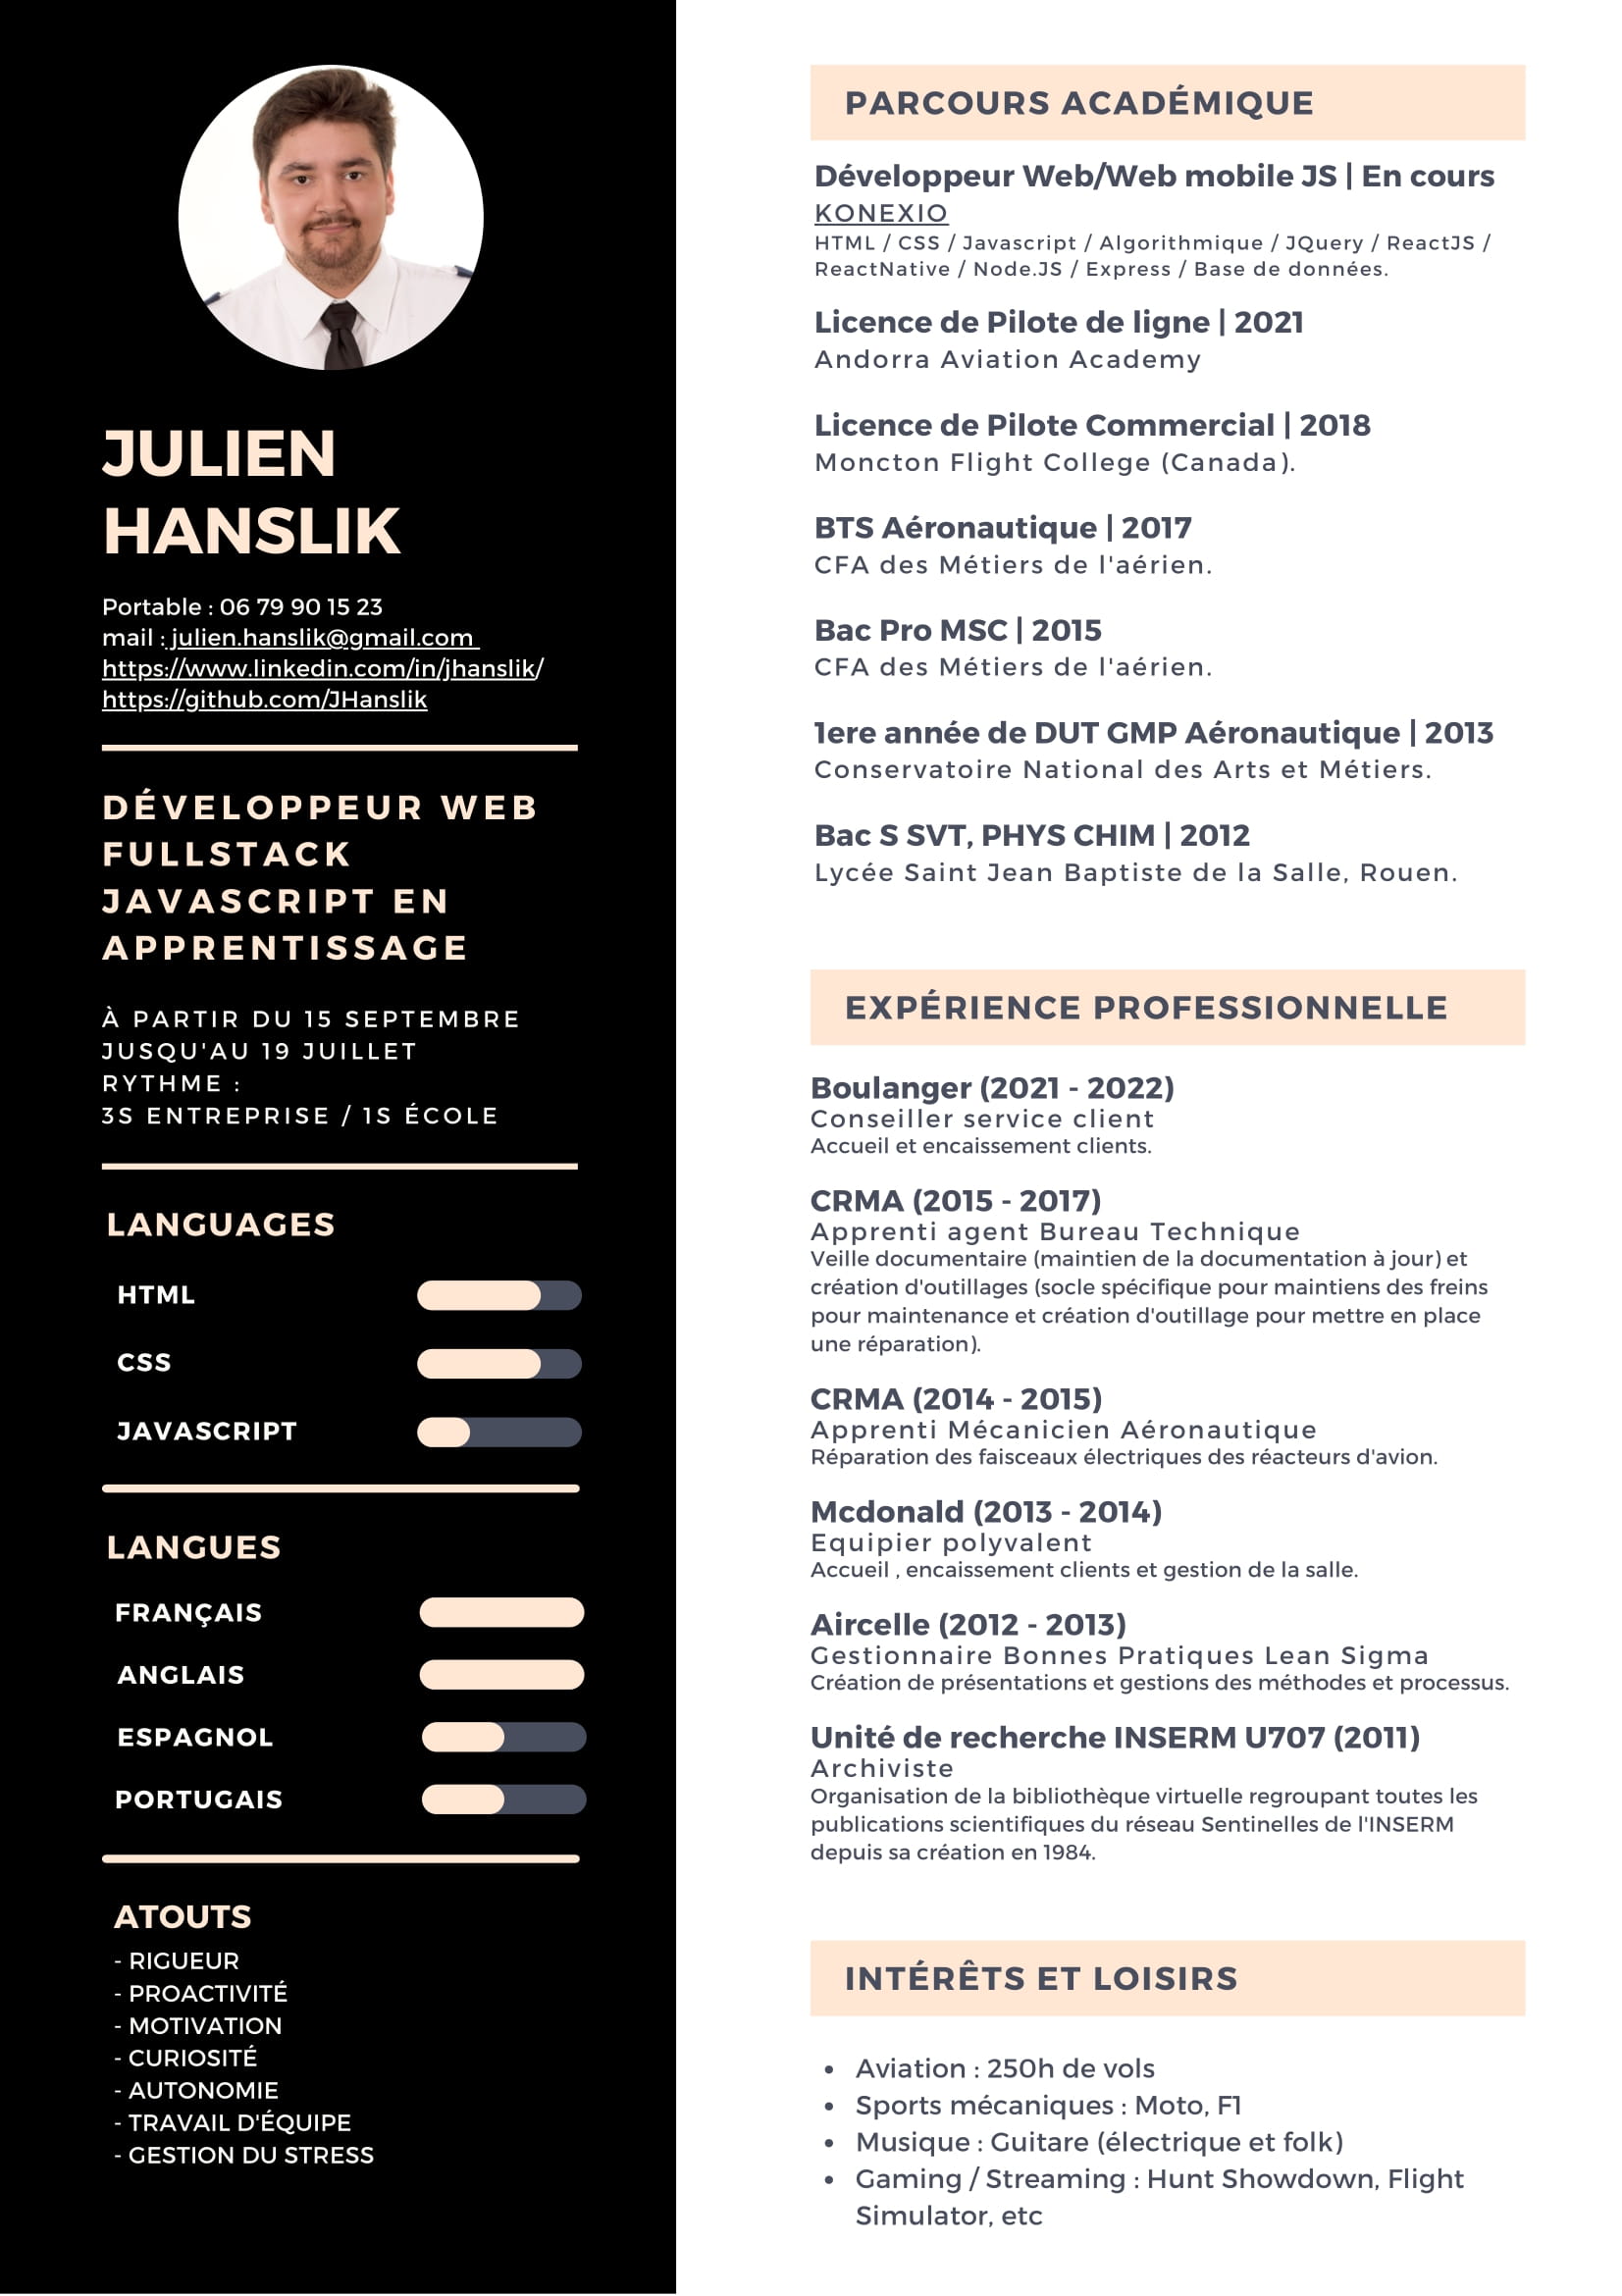 JULIEN
HANSLIK
Portable : 06 79 90 15 23
mail : julien.hanslik@gmail.com
https://www.linkedin.com/in/jhanslik/
https://github.com/JHanslik
DÉVELOPPEUR WEB
FULLSTACK
JAVASCRIPT EN
APPRENTISSAGE
À PARTIR DU 15 SEPTEMBRE
JUSQU'AU 19 JUILLET
RYTHME :
3S ENTREPRISE / 1S ÉCOLE
LANGUAGES
HTML
CSS
JAVASCRIPT
LANGUES
FRANÇAIS
ANGLAIS
ESPAGNOL
PORTUGAIS
ATOUTS
- RIGUEUR
- PROACTIVITÉ
- MOTIVATION
- CURIOSITÉ
- AUTONOMIE
- TRAVAIL D'ÉQUIPE
- GESTION DU STRESS
PARCOURS ACADÉMIQUE
Développeur Web/Web mobile JS | En cours
KONEXIO
HTML / CSS / Javascript / Algorithmique / JQuery / ReactJS /
ReactNative / Node.JS / Express / Base de données.
Licence de Pilote de ligne | 2021
Andorra Aviation Academy
Licence de Pilote Commercial | 2018
Moncton Flight College (Canada).
BTS Aéronautique | 2017
CFA des Métiers de l'aérien.
Bac Pro MSC | 2015
CFA des Métiers de l'aérien.
1ere année de DUT GMP Aéronautique | 2013
Conservatoire National des Arts et Métiers.
Bac S SVT, PHYS CHIM | 2012
Lycée Saint Jean Baptiste de la Salle, Rouen.
EXPÉRIENCE PROFESSIONNELLE
Boulanger (2021 - 2022)
Conseiller service client
Accueil et encaissement clients.
CRMA (2015 - 2017)
Apprenti agent Bureau Technique
Veille documentaire (maintien de la documentation à jour) et
création d'outillages (socle spécifique pour maintiens des freins
pour maintenance et création d'outillage pour mettre en place
une réparation).
CRMA (2014 - 2015)
Apprenti Mécanicien Aéronautique
Réparation des faisceaux électriques des réacteurs d'avion.
Mcdonald (2013 - 2014)
Equipier polyvalent
Accueil , encaissement clients et gestion de la salle.
Aircelle (2012 - 2013)
Gestionnaire Bonnes Pratiques Lean Sigma
Création de présentations et gestions des méthodes et processus.
Unité de recherche INSERM U707 (2011)
Archiviste
Organisation de la bibliothèque virtuelle regroupant toutes les
publications scientifiques du réseau Sentinelles de l'INSERM
depuis sa création en 1984.
INTÉRÊTS ET LOISIRS
• Aviation : 250h de vols
• Sports mécaniques : Moto, F1
• Musique : Guitare (électrique et folk)
• Gaming / Streaming : Hunt Showdown, Flight
Simulator, etc